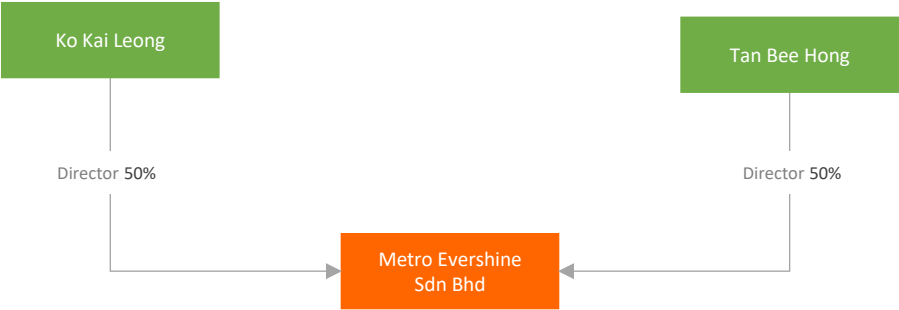 Ko Kai Leong
Tan Bee Hong
Director 50%
Director 50%
Metro Evershine
Sdn Bhd